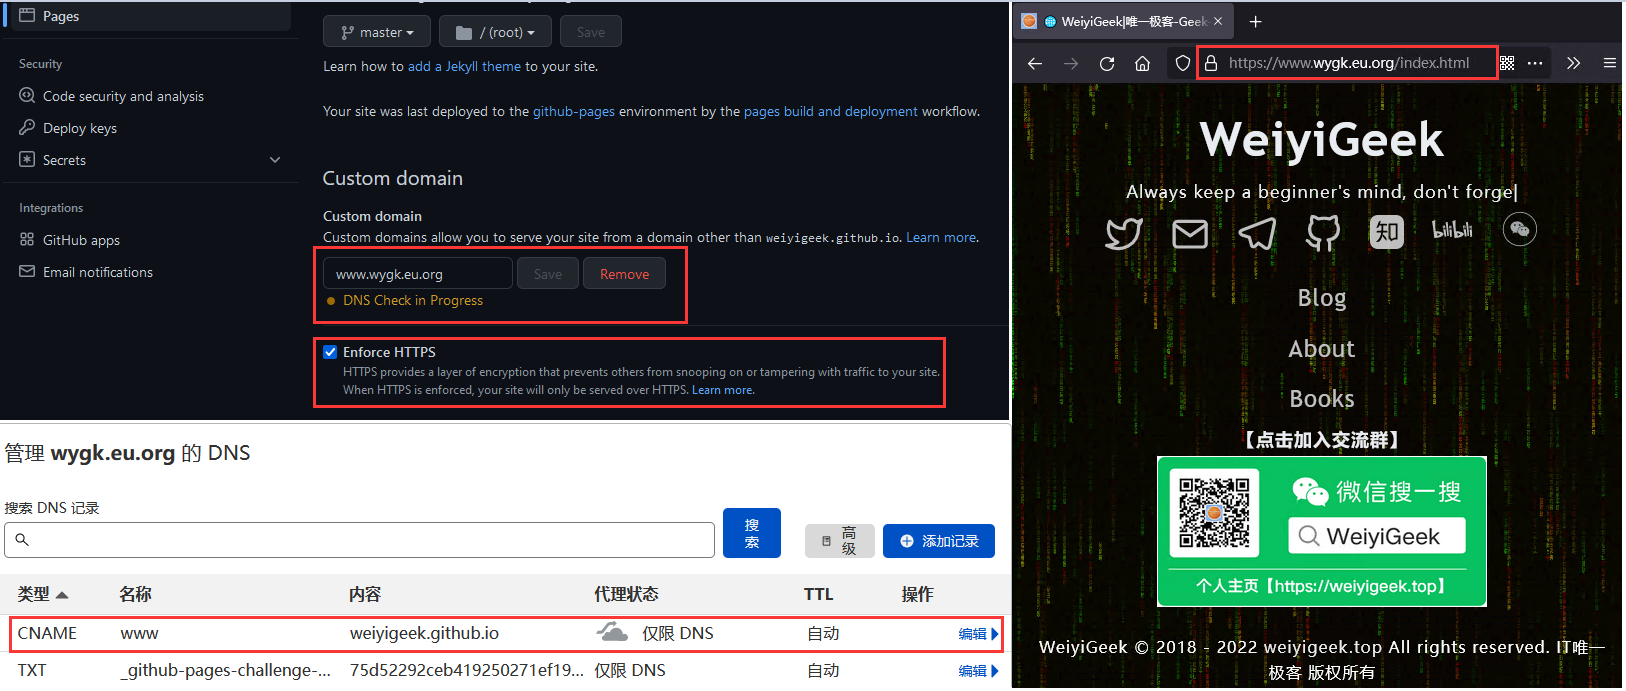 Pages
Security
Code security and analysis
Deploy keys
Secrets
Integrations
GitHub apps
Email notifications
master
/ (root)
Save
Learn how to add a Jekyll theme to your site.
Your site was last deployed to the github-pages environment by the pages build and deployment workflow.
Custom domain
Custom domain
Custom domains allow you to serve your site from a domain other than weiyigeek.github.io. Learn more.
www.wygk.eu.org
Save
Remove
DNS Check in Progress
Enforce HTTPS
HTTPS provides a layer of encryption that prevents others from snooping on or tampering with traffic to your site.
When HTTPS is enforced, your site will only be served over HTTPS. Learn more.
管理 wygk.eu.org 的 DNS
搜索 DNS 记录
搜
索
高
级
添加记录
类型 名称 内容 代理状态 TTL 操作
CNAME www weiyigeek.github.io 仅限 DNS 自动 编辑
TXT _github-pages-challenge-... 75d52292ceb419250271ef19... 仅限 DNS 自动 编辑
WeiyiGeek|唯一极客-Geek
https://www.wygk.eu.org/index.html
WeiyiGeek
Always keep a beginner's mind, don't forge|
知
bilibili
Blog
About
Books
【点击加入交流群】
微信搜一搜
WeiyiGeek
个人主页【https://weiyigeek.top】
WeiyiGeek © 2018 - 2022 weiyigeek.top All rights reserved. IT唯一
极客 版权所有